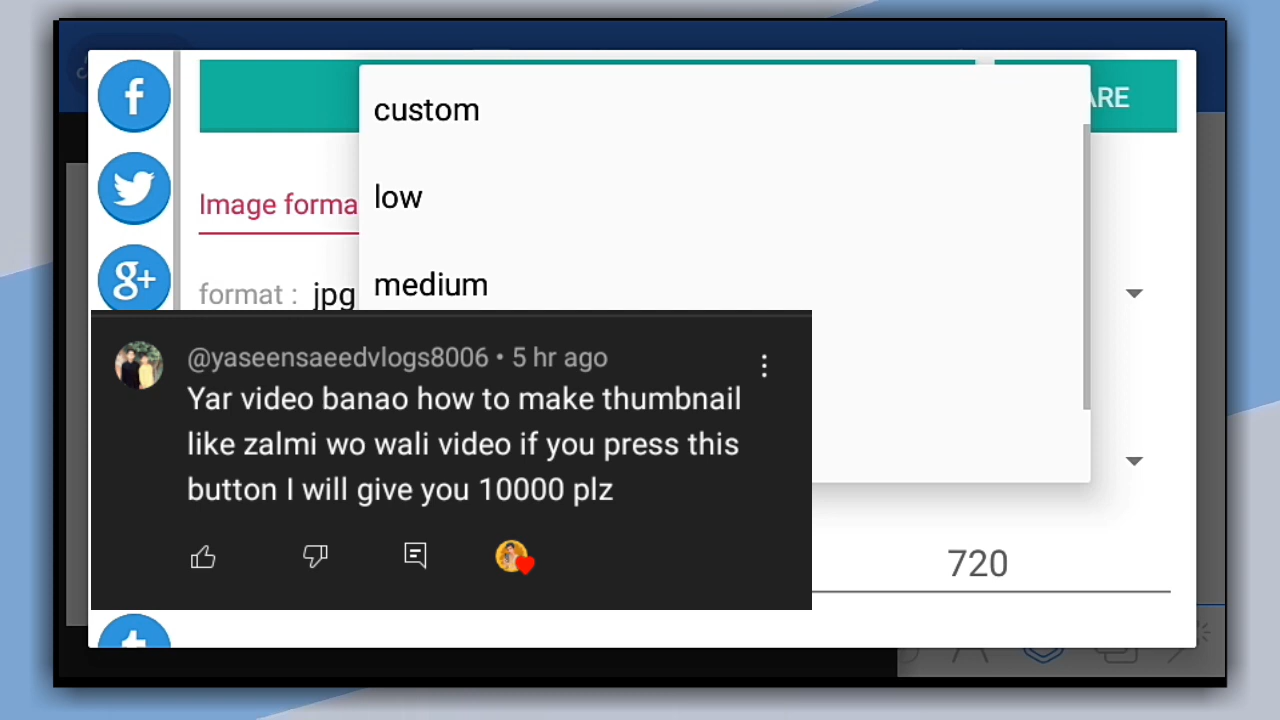 custom
ARE
low
Image forma
medium
format : jpg
@yaseensaeedvlogs8006 • 5 hr ago
Yar video banao how to make thumbnail
like zalmi wo wali video if you press this
button I will give you 10000 plz
720